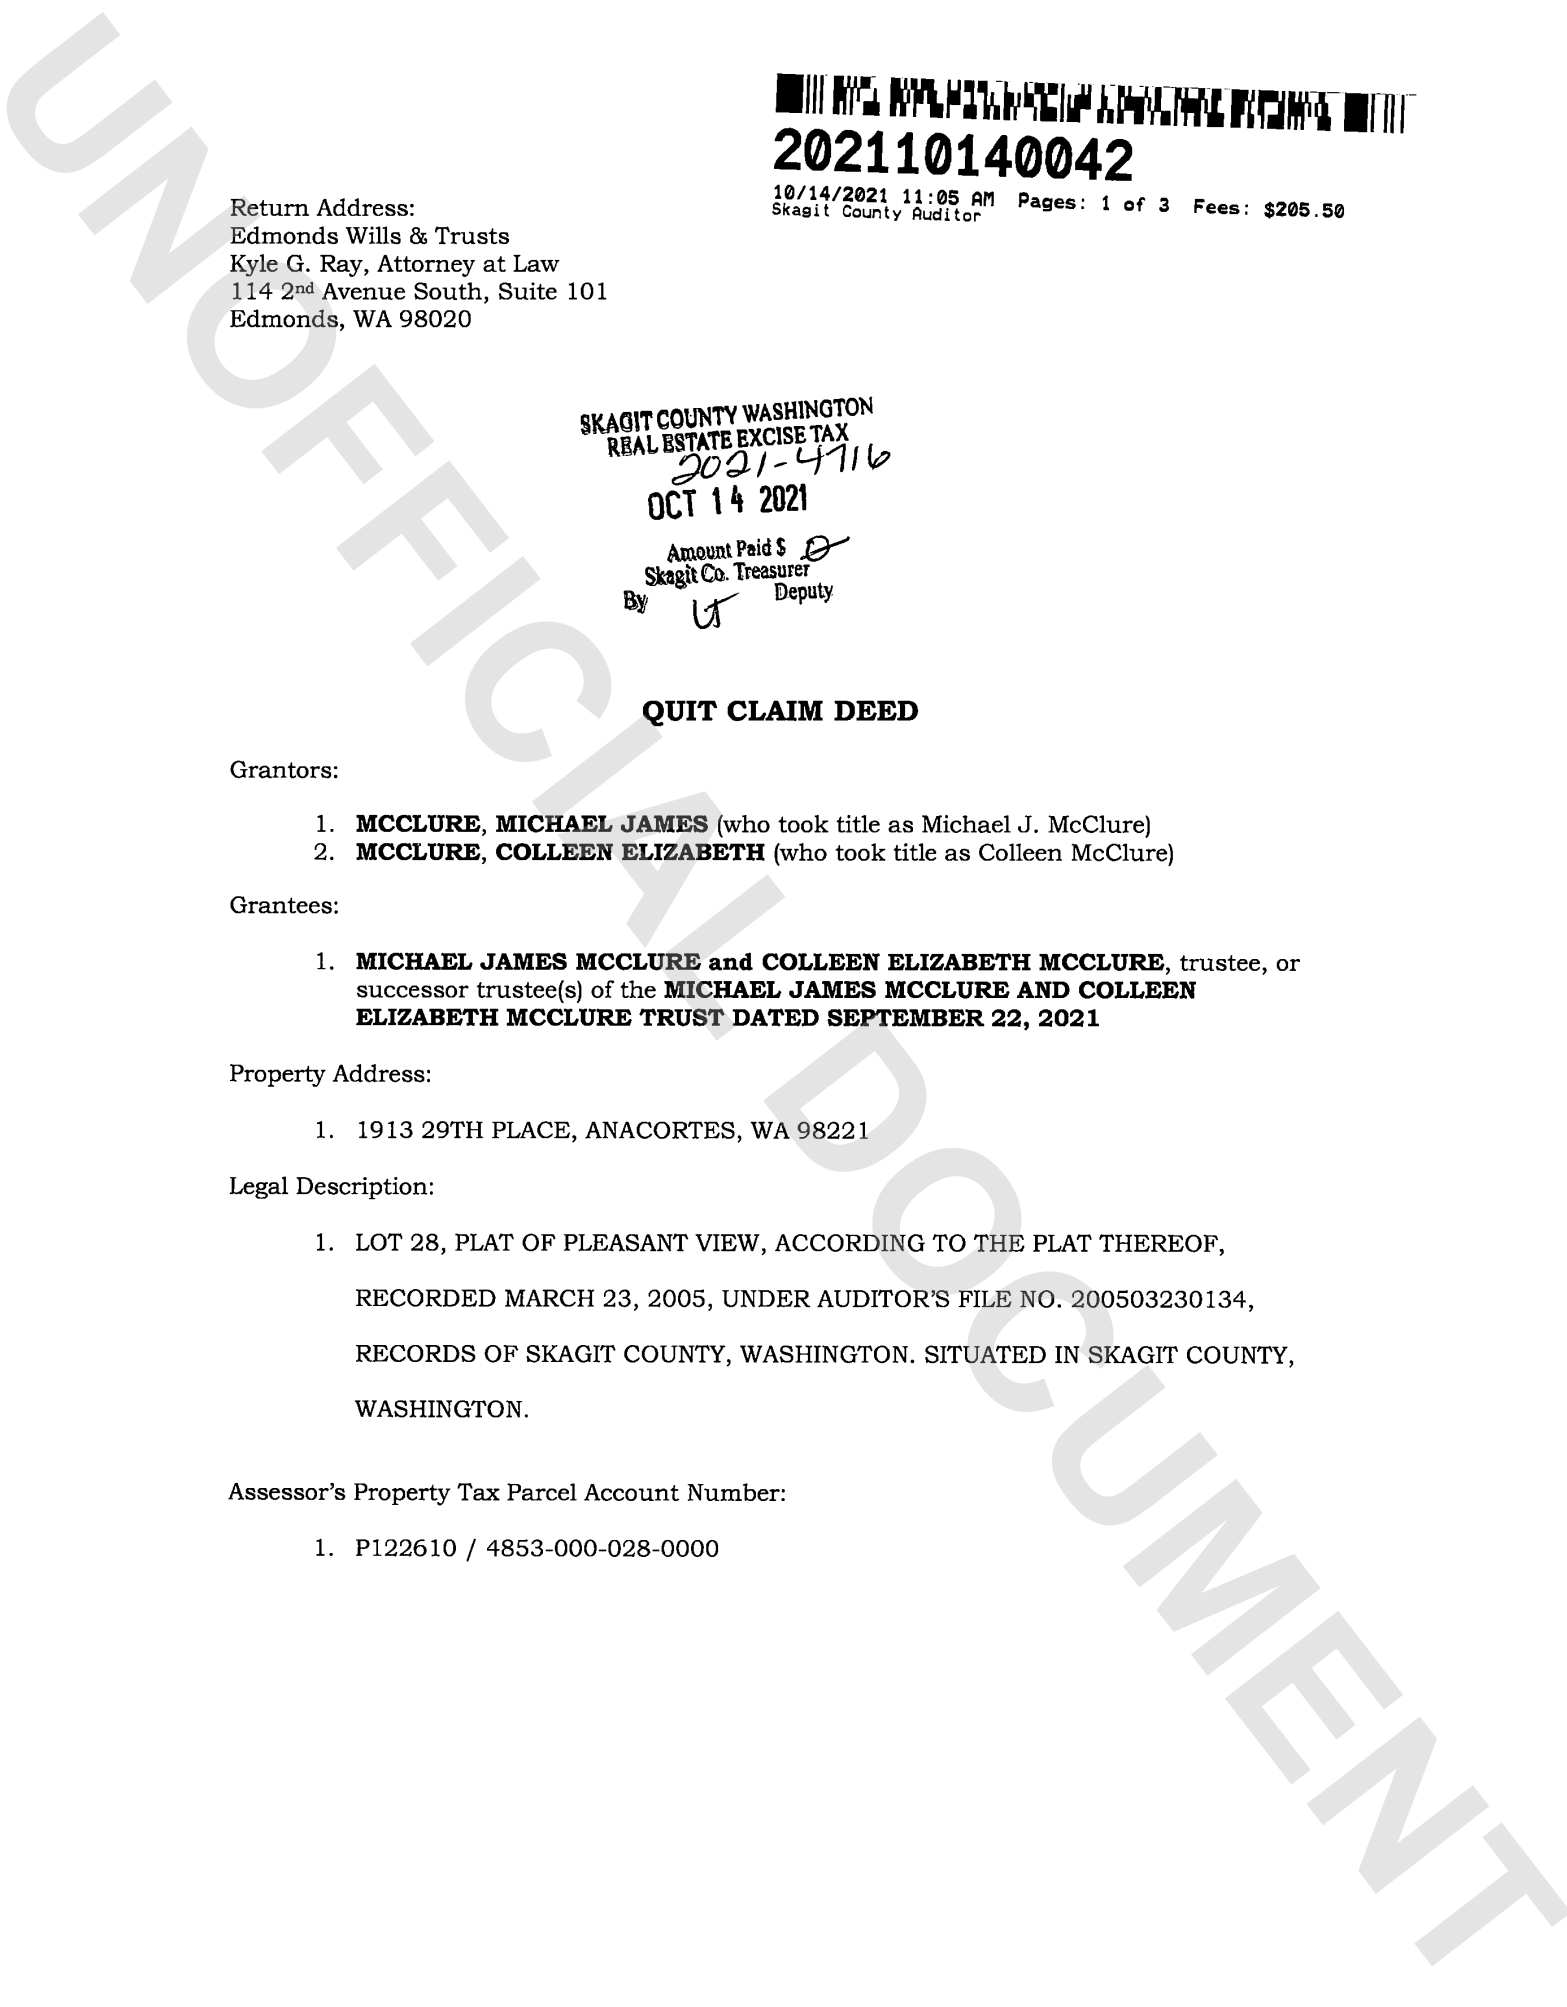 202110140042
10/14/2021 11:05 AM Pages: 1 of 3 Fees: $205.50
Skagit County Auditor
Return Address:
Edmonds Wills & Trusts
Kyle G. Ray, Attorney at Law
114 2nd Avenue South, Suite 101
Edmonds, WA 98020
SKAGIT COUNTY WASHINGTON
REAL ESTATE EXCISE TAX
2021-4716
OCT 14 2021
Amount Paid $ 0
Skagit Co. Treasurer
By Deputy
QUIT CLAIM DEED
Grantors:
1. MCCLURE, MICHAEL JAMES (who took title as Michael J. McClure)
2. MCCLURE, COLLEEN ELIZABETH (who took title as Colleen McClure)
Grantees:
1. MICHAEL JAMES MCCLURE and COLLEEN ELIZABETH MCCLURE, trustee, or
successor trustee(s) of the MICHAEL JAMES MCCLURE AND COLLEEN
ELIZABETH MCCLURE TRUST DATED SEPTEMBER 22, 2021
Property Address:
1. 1913 29TH PLACE, ANACORTES, WA 98221
Legal Description:
1. LOT 28, PLAT OF PLEASANT VIEW, ACCORDING TO THE PLAT THEREOF,
RECORDED MARCH 23, 2005, UNDER AUDITOR'S FILE NO. 200503230134,
RECORDS OF SKAGIT COUNTY, WASHINGTON. SITUATED IN SKAGIT COUNTY,
WASHINGTON.
Assessor's Property Tax Parcel Account Number:
1. P122610 / 4853-000-028-0000
UNOFFICIAL DOCUMENT